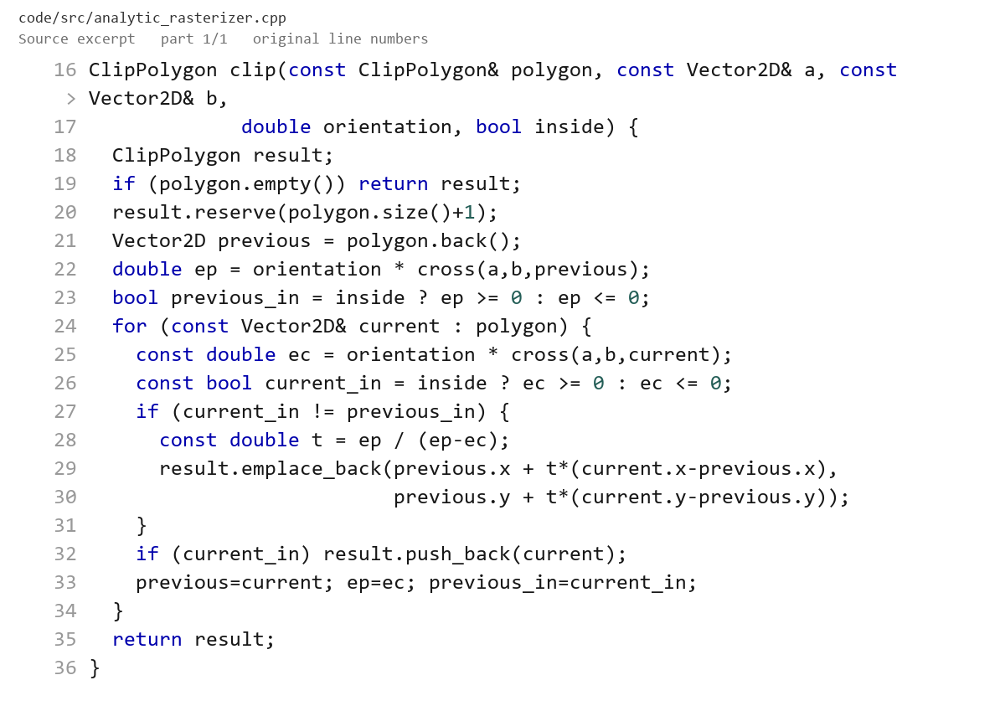 code/src/analytic_rasterizer.cpp
Source excerpt   part 1/1   original line numbers
16 ClipPolygon clip(const ClipPolygon& polygon, const Vector2D& a, const
> Vector2D& b,
17              double orientation, bool inside) {
18   ClipPolygon result;
19   if (polygon.empty()) return result;
20   result.reserve(polygon.size()+1);
21   Vector2D previous = polygon.back();
22   double ep = orientation * cross(a,b,previous);
23   bool previous_in = inside ? ep >= 0 : ep <= 0;
24   for (const Vector2D& current : polygon) {
25     const double ec = orientation * cross(a,b,current);
26     const bool current_in = inside ? ec >= 0 : ec <= 0;
27     if (current_in != previous_in) {
28       const double t = ep / (ep-ec);
29       result.emplace_back(previous.x + t*(current.x-previous.x),
30                           previous.y + t*(current.y-previous.y));
31     }
32     if (current_in) result.push_back(current);
33     previous=current; ep=ec; previous_in=current_in;
34   }
35   return result;
36 }